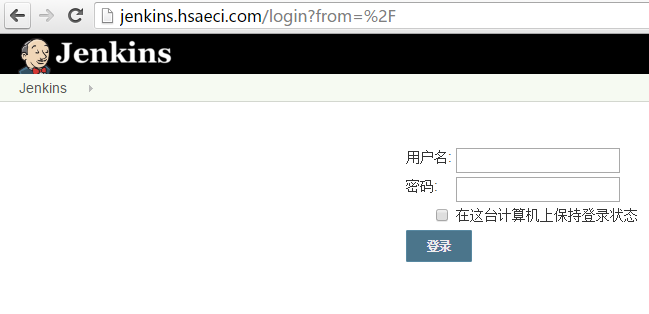 jenkins.hsaeci.com/login?from=%2F
Jenkins
Jenkins
用户名:
密码:
在这台计算机上保持登录状态
登录